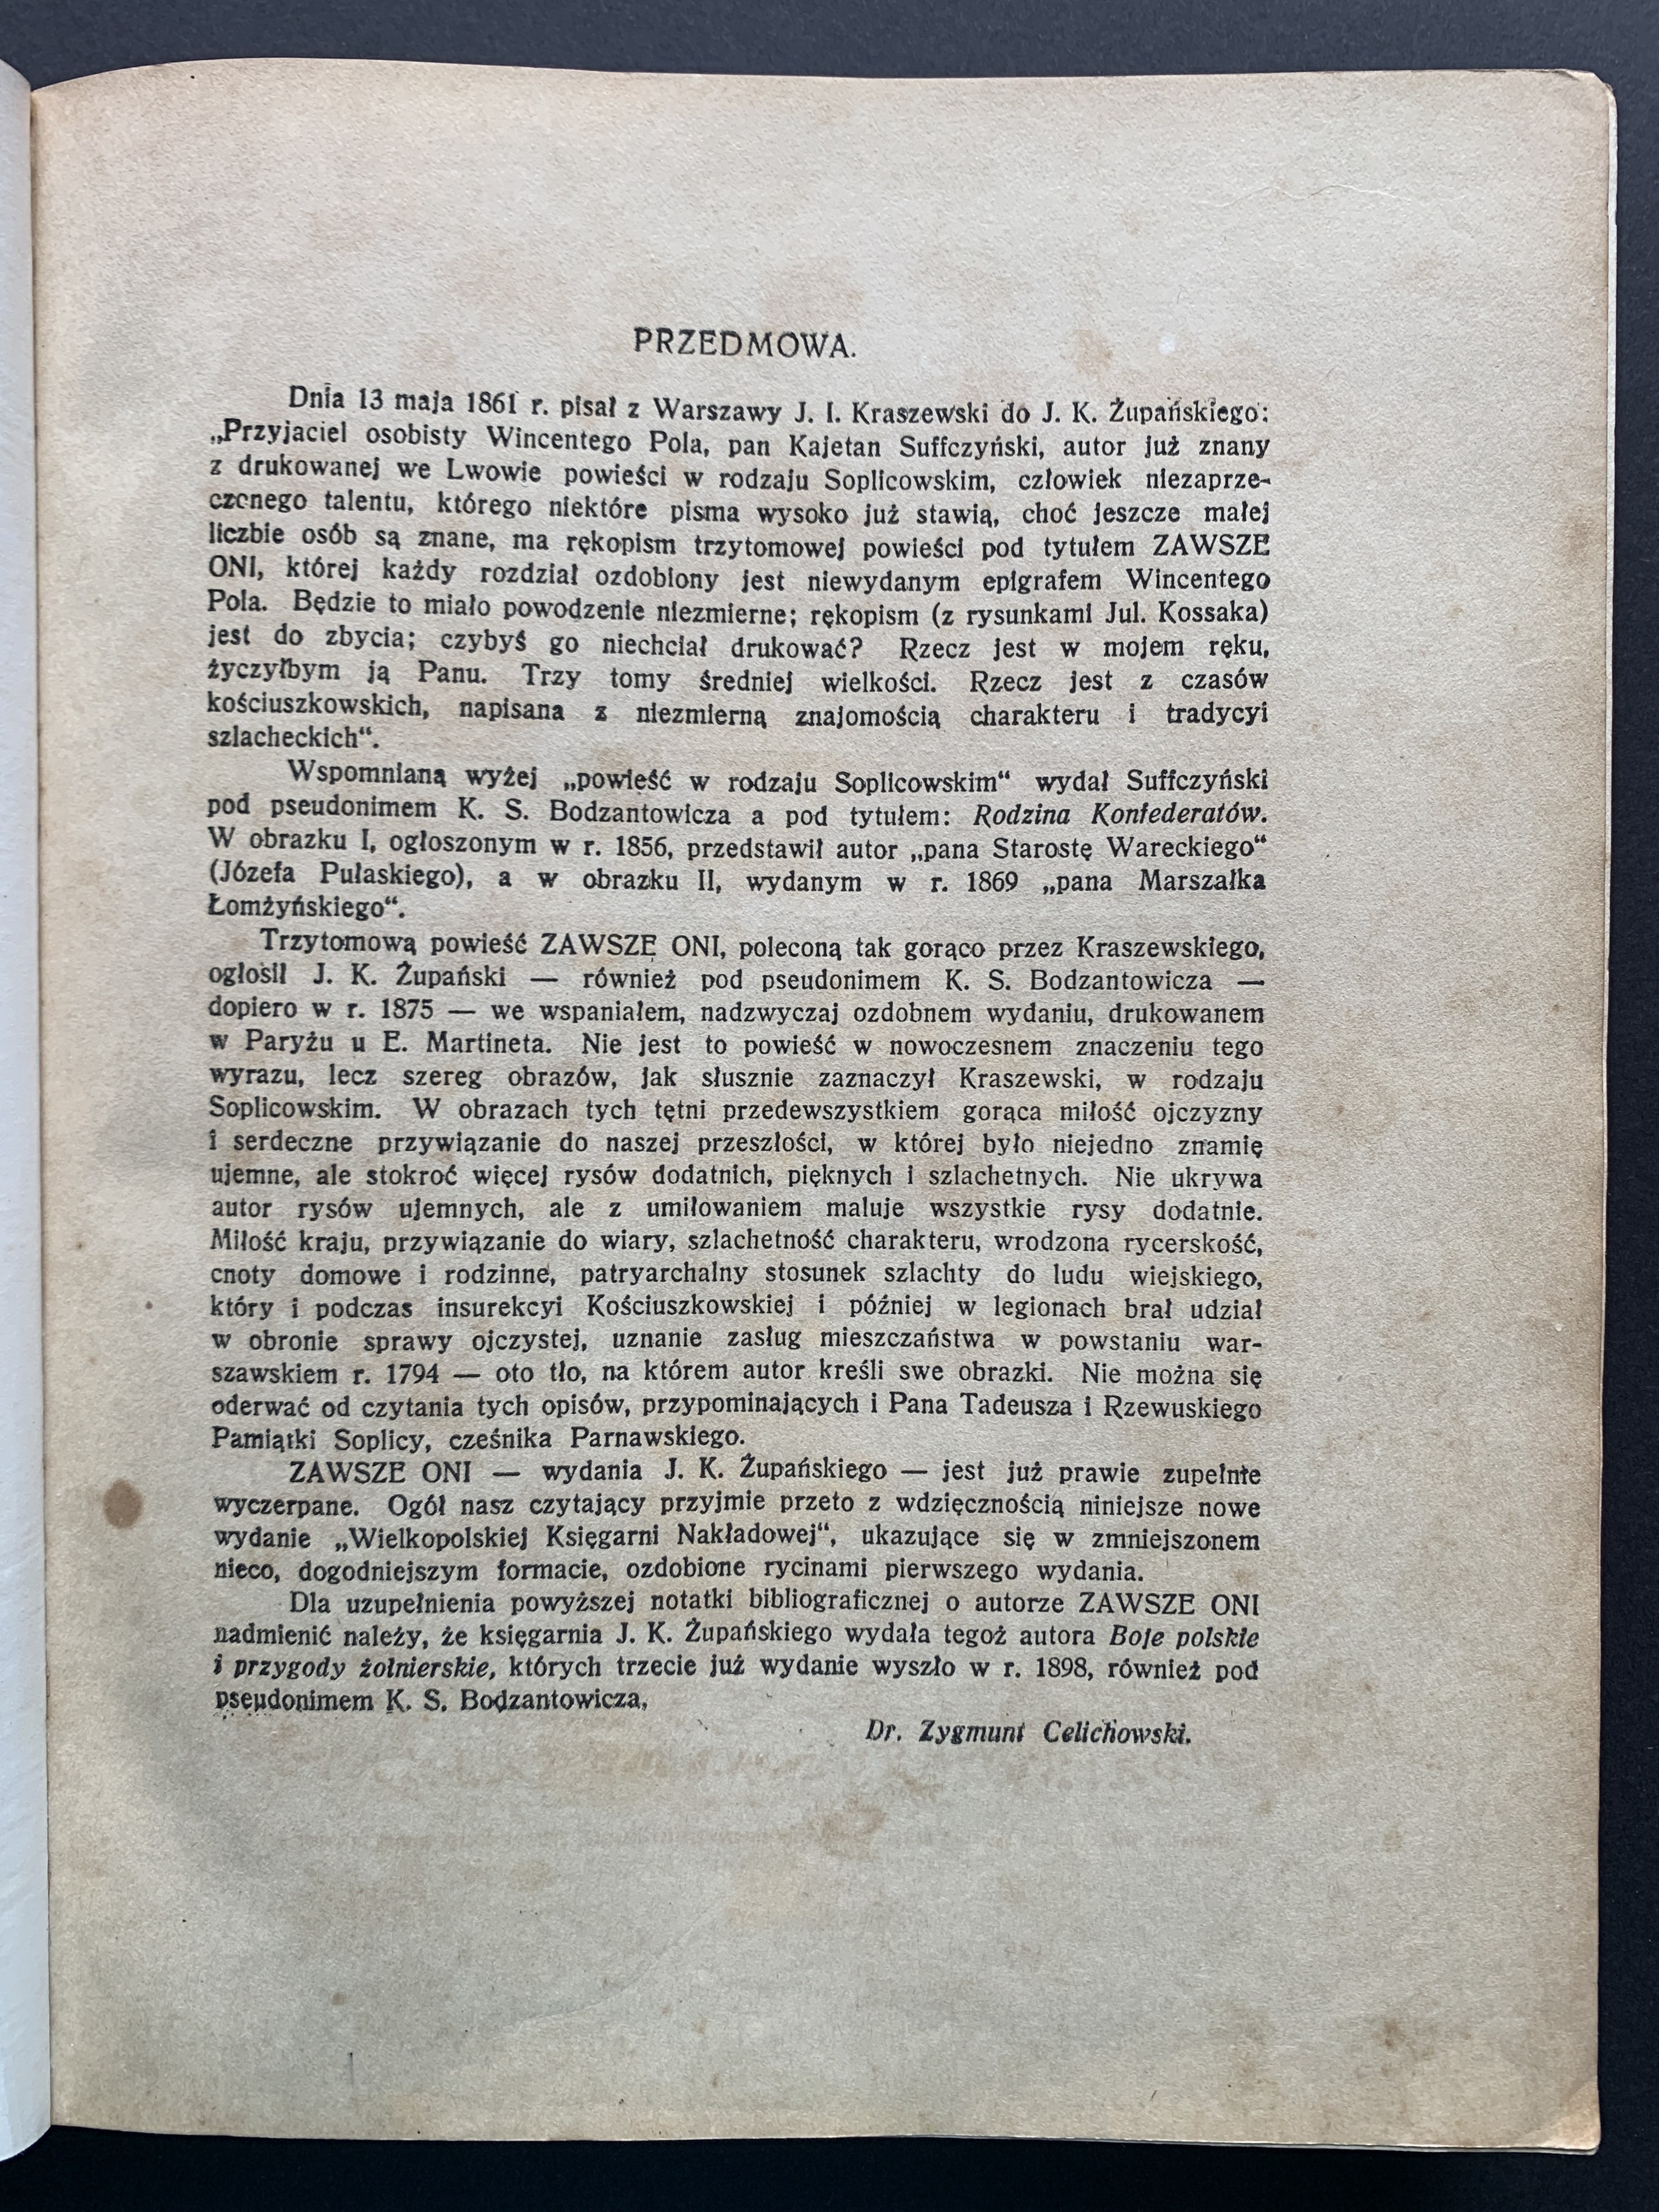 PRZEDMOWA.
Dnia 13 maja 1861 r. pisał z Warszawy J. I. Kraszewski do J. K. Żupańskiego:
„Przyjaciel osobisty Wincentego Pola, pan Kajetan Suffczyński, autor już znany
z drukowanej we Lwowie powieści w rodzaju Soplicowskim, człowiek niezaprze-
czonego talentu, którego niektóre pisma wysoko już stawią, choć jeszcze małej
liczbie osób są znane, ma rękopism trzytomowej powieści pod tytułem ZAWSZE
ONI, której każdy rozdział ozdobiony jest niewydanym epigrafem Wincentego
Pola. Będzie to miało powodzenie niezmierne; rękopism (z rysunkami Jul. Kossaka)
jest do zbycia; czybyś go niechciał drukować? Rzecz jest w mojem ręku,
życzyłbym ją Panu. Trzy tomy średniej wielkości. Rzecz jest z czasów
kościuszkowskich, napisana z niezmierną znajomością charakteru i tradycyi
szlacheckich“.
Wspomnianą wyżej „powieść w rodzaju Soplicowskim“ wydał Suffczyński
pod pseudonimem K. S. Bodzantowicza a pod tytułem: Rodzina Konfederatów.
W obrazku I, ogłoszonym w r. 1856, przedstawił autor „pana Starostę Wareckiego“
(Józefa Pułaskiego), a w obrazku II, wydanym w r. 1869 „pana Marszałka
Łomżyńskiego“.
Trzytomową powieść ZAWSZE ONI, poleconą tak gorąco przez Kraszewskiego,
ogłosił J. K. Żupański — również pod pseudonimem K. S. Bodzantowicza —
dopiero w r. 1875 — we wspaniałem, nadzwyczaj ozdobnem wydaniu, drukowanem
w Paryżu u E. Martineta. Nie jest to powieść w nowoczesnem znaczeniu tego
wyrazu, lecz szereg obrazów, jak słusznie zaznaczył Kraszewski, w rodzaju
Soplicowskim. W obrazach tych tętni przedewszystkiem gorąca miłość ojczyzny
i serdeczne przywiązanie do naszej przeszłości, w której było niejedno znamię
ujemne, ale stokroć więcej rysów dodatnich, pięknych i szlachetnych. Nie ukrywa
autor rysów ujemnych, ale z umiłowaniem maluje wszystkie rysy dodatnie.
Miłość kraju, przywiązanie do wiary, szlachetność charakteru, wrodzona rycerskość,
cnoty domowe i rodzinne, patryarchalny stosunek szlachty do ludu wiejskiego,
który i podczas insurekcyi Kościuszkowskiej i później w legionach brał udział
w obronie sprawy ojczystej, uznanie zasług mieszczaństwa w powstaniu war-
szawskiem r. 1794 — oto tło, na którem autor kreśli swe obrazki. Nie można się
oderwać od czytania tych opisów, przypominających i Pana Tadeusza i Rzewuskiego
Pamiątki Soplicy, cześnika Parnawskiego.
ZAWSZE ONI — wydania J. K. Żupańskiego — jest już prawie zupełnie
wyczerpane. Ogół nasz czytający przyjmie przeto z wdzięcznością niniejsze nowe
wydanie „Wielkopolskiej Księgarni Nakładowej“, ukazujące się w zmniejszonem
nieco, dogodniejszym formacie, ozdobione rycinami pierwszego wydania.
Dla uzupełnienia powyższej notatki bibliograficznej o autorze ZAWSZE ONI
nadmienić należy, że księgarnia J. K. Żupańskiego wydała tegoż autora Boje polskie
i przygody żołnierskie, których trzecie już wydanie wyszło w r. 1898, również pod
pseudonimem K. S. Bodzantowicza,
Dr. Zygmunt Celichowski.